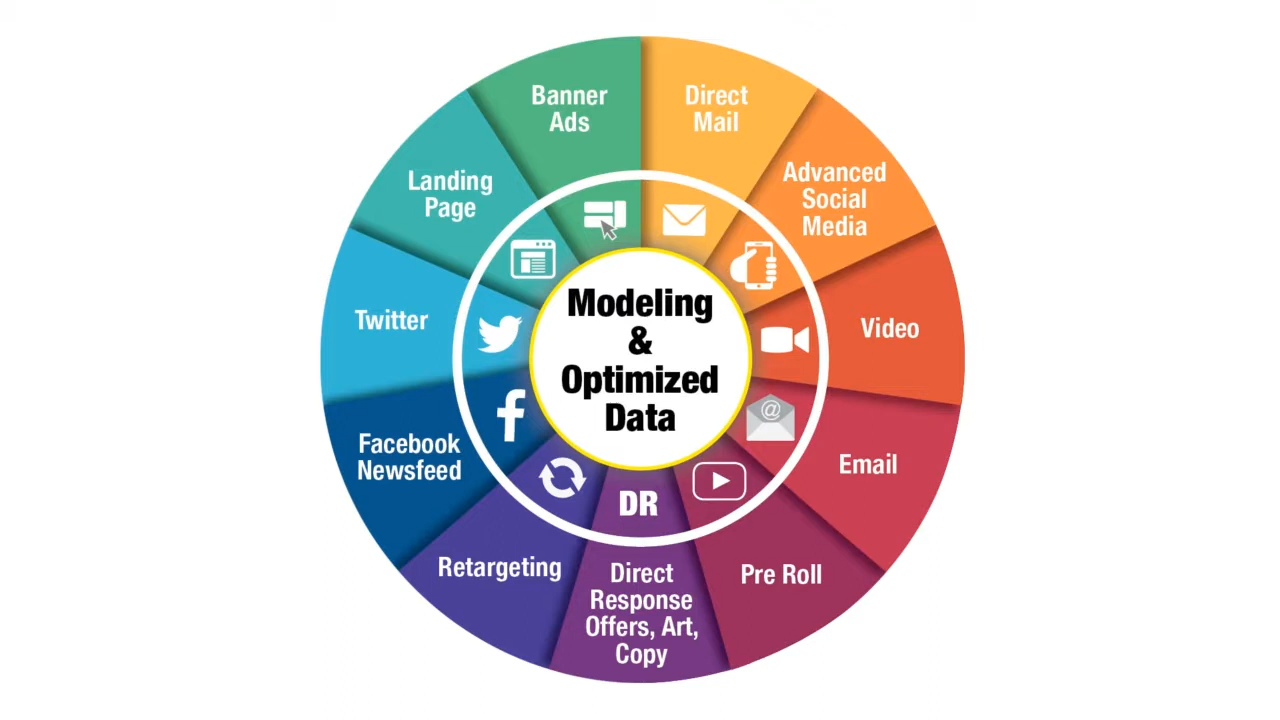 Banner
Ads
Direct
Mail
Advanced
Social
Media
Video
Email
@
Pre Roll
DR
Direct
Response
Offers, Art,
Copy
Retargeting
Facebook
Newsfeed
Twitter
Landing
Page
Modeling
&
Optimized
Data